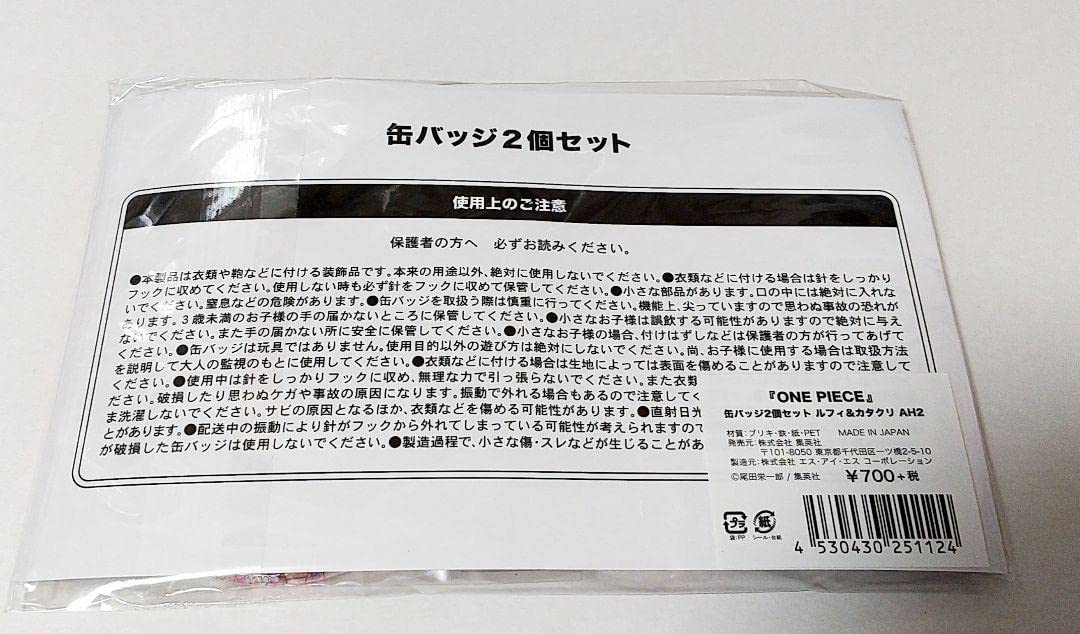 缶バッジ2個セット
使用上のご注意
保護者の方へ 必ずお読みください。
●本製品は衣類や鞄などに付ける装飾品です。本来の用途以外、絶対に使用しないでください。●衣類などに付ける場合は針をしっかり
フックに収めてください。使用しない時も必ず針をフックに収めて保管してください。●小さな部品があります。口の中には絶対に入れな
いでください。窒息などの危険があります。●缶バッジを取扱う際は慎重に行ってください。機能上、尖っていますので思わぬ事故の恐れが
あります。3歳未満のお子様の手の届かないところに保管してください。●小さなお子様は誤飲する可能性がありますので絶対に与え
ないでください。また手の届かない所に安全に保管してください。●小さなお子様の場合、付けはずしなどは保護者の方が行ってあげて
ください。●缶バッジは玩具ではありません。使用目的以外の遊び方は絶対にしないでください。尚、お子様に使用する場合は取扱方法
を説明して大人の監視のもとに使用してください。●衣類などに付ける場合は生地によっては表面を傷めることがありますので注意して
ください。●使用中は針をしっかりフックに収め、無理な力で引っ張らないでください。また衣類
ださい。破損したり思わぬケガや事故の原因になります。振動で外れる場合もあるので注意してく
ま洗濯しないでください。サビの原因となるほか、衣類などを傷める可能性があります。●直射日光
とがあります。●配送中の振動により針がフックから外れてしまっている可能性が考えられますので
が破損した缶バッジは使用しないでください。●製造過程で、小さな傷・スレなどが生じることがあ
『ONE PIECE』
缶バッジ2個セット ルフィ&カタクリ AH2
材質:ブリキ・鉄・紙・PET MADE IN JAPAN
発売元:株式会社 集英社
〒101-8050 東京都千代田区一ツ橋2-5-10
製造元:株式会社 エス・アイ・エス コーポレーション
©尾田栄一郎 / 集英社 ¥700+税
プラ 紙
袋:PP シール・台紙
4 530430 251124